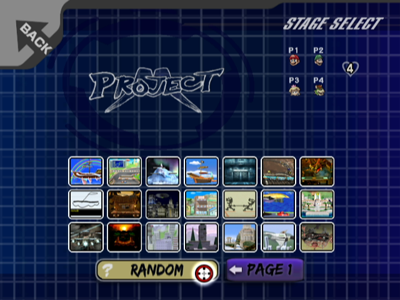 BACK
STAGE SELECT
P1 P2
P3 P4
4
PROJECT
? RANDOM
PAGE 1